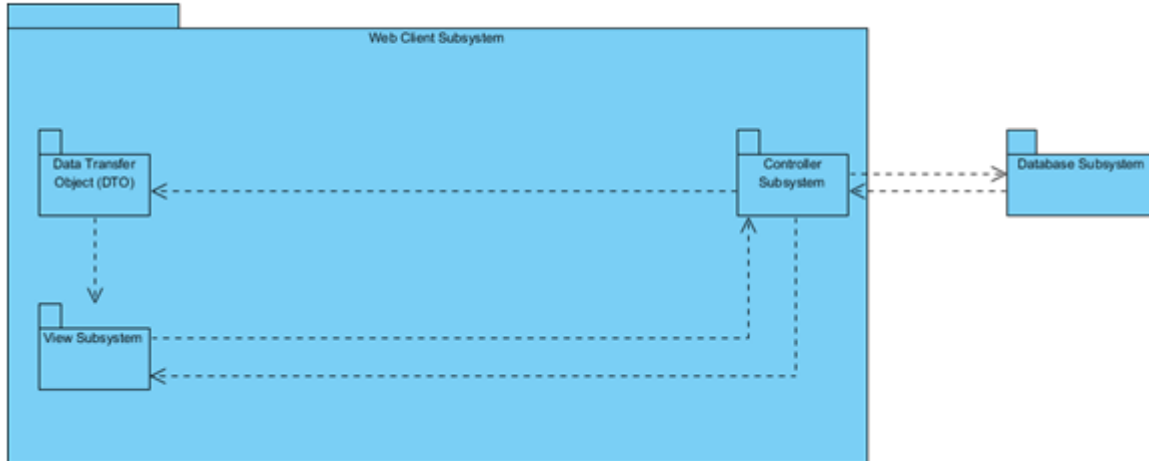 Web Client Subsystem
Data Transfer
Object (DTO)
Controller
Subsystem
Database Subsystem
View Subsystem